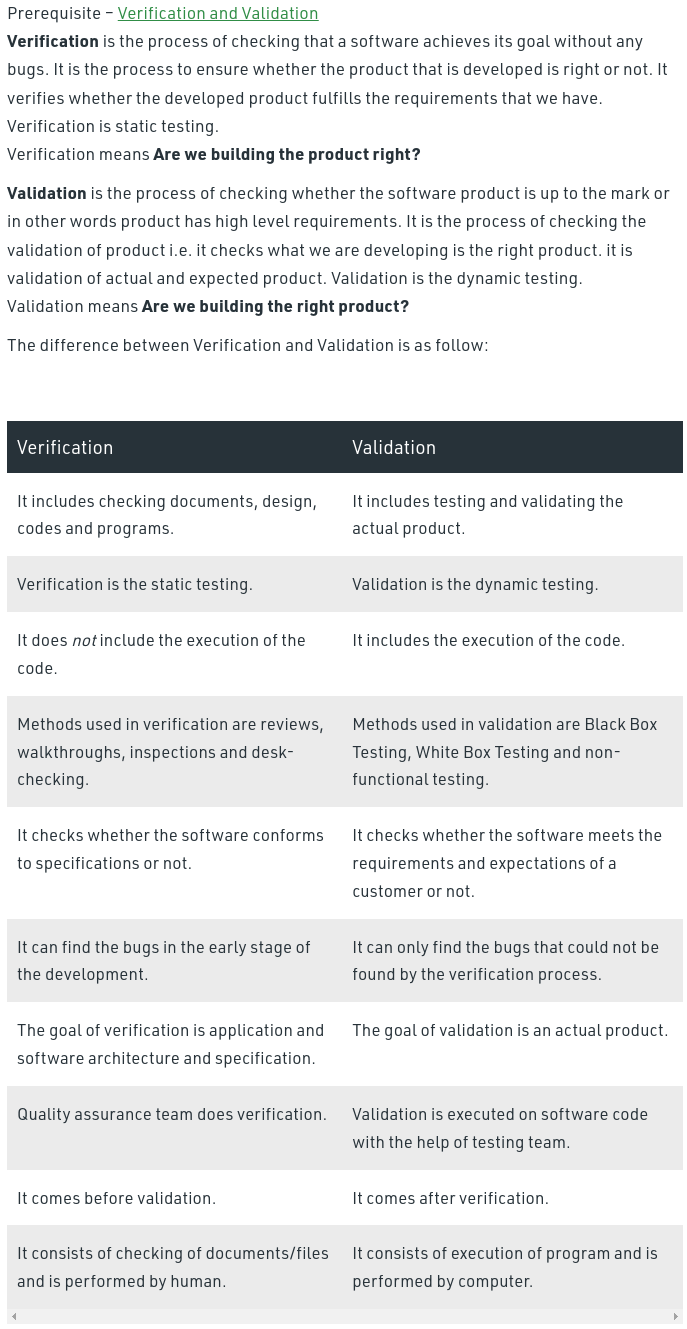 Prerequisite – Verification and Validation
Verification is the process of checking that a software achieves its goal without any
bugs. It is the process to ensure whether the product that is developed is right or not. It
verifies whether the developed product fulfills the requirements that we have.
Verification is static testing.
Verification means Are we building the product right?
Validation is the process of checking whether the software product is up to the mark or
in other words product has high level requirements. It is the process of checking the
validation of product i.e. it checks what we are developing is the right product. it is
validation of actual and expected product. Validation is the dynamic testing.
Validation means Are we building the right product?
The difference between Verification and Validation is as follow:
Verification
Validation
It includes checking documents, design,
codes and programs.
It includes testing and validating the
actual product.
Verification is the static testing.
Validation is the dynamic testing.
It does not include the execution of the
code.
It includes the execution of the code.
Methods used in verification are reviews,
walkthroughs, inspections and desk-
checking.
Methods used in validation are Black Box
Testing, White Box Testing and non-
functional testing.
It checks whether the software conforms
to specifications or not.
It checks whether the software meets the
requirements and expectations of a
customer or not.
It can find the bugs in the early stage of
the development.
It can only find the bugs that could not be
found by the verification process.
The goal of verification is application and
software architecture and specification.
The goal of validation is an actual product.
Quality assurance team does verification.
Validation is executed on software code
with the help of testing team.
It comes before validation.
It comes after verification.
It consists of checking of documents/files
and is performed by human.
It consists of execution of program and is
performed by computer.